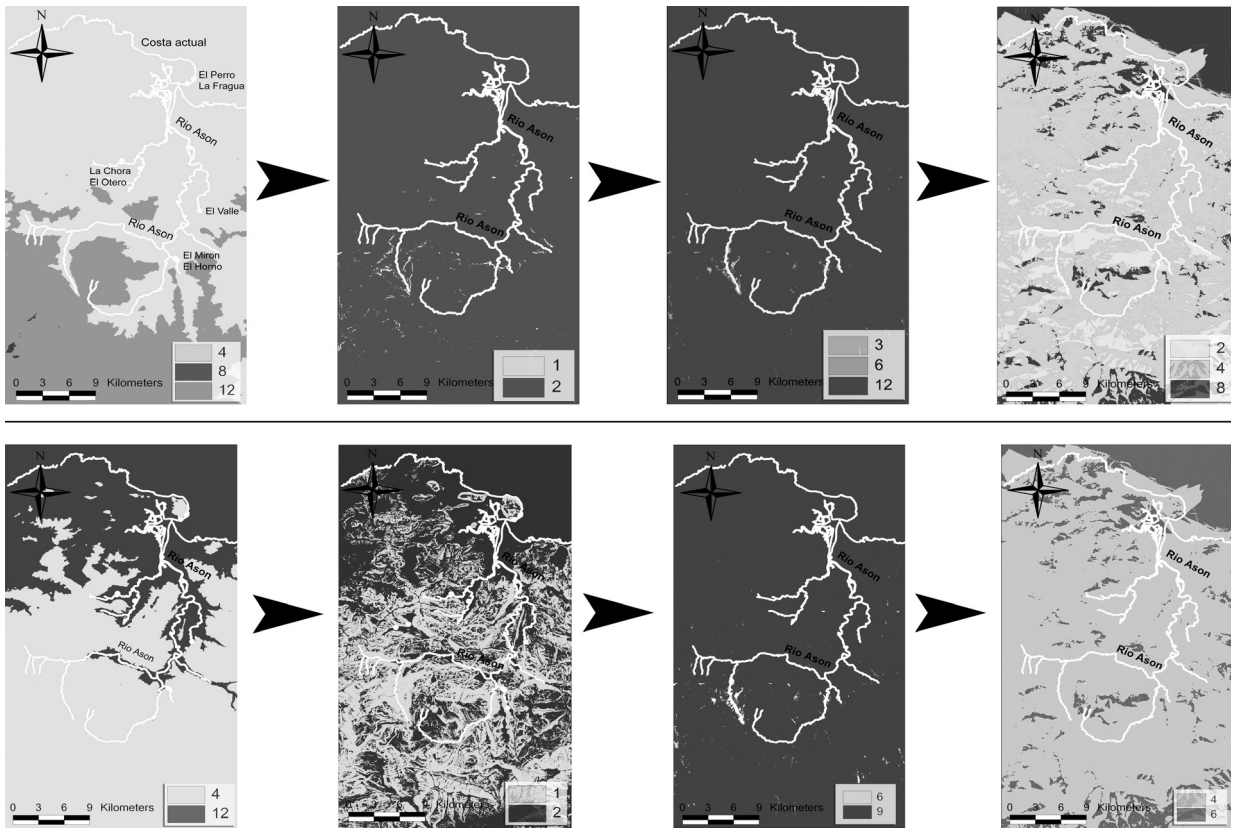 N
Costa actual
El Perro
La Fragua
Rio Ason
La Chora
El Otero
El Valle
Rio Ason
El Miron
El Horno
4
8
12
0 3 6 9 Kilometers
N
Rio Ason
Rio Ason
1
2
0 3 6 9 Kilometers
N
Rio Ason
Rio Ason
3
6
12
0 3 6 9 Kilometers
N
Rio Ason
Rio Ason
2
4
8
0 3 6 9 Kilometers
N
Rio Ason
Rio Ason
4
12
0 3 6 9 Kilometers
N
Rio Ason
Rio Ason
1
2
0 3 6 9 Kilometers
N
Rio Ason
Rio Ason
6
9
0 3 6 9 Kilometers
N
Rio Ason
Rio Ason
4
6
0 3 6 9 Kilometers